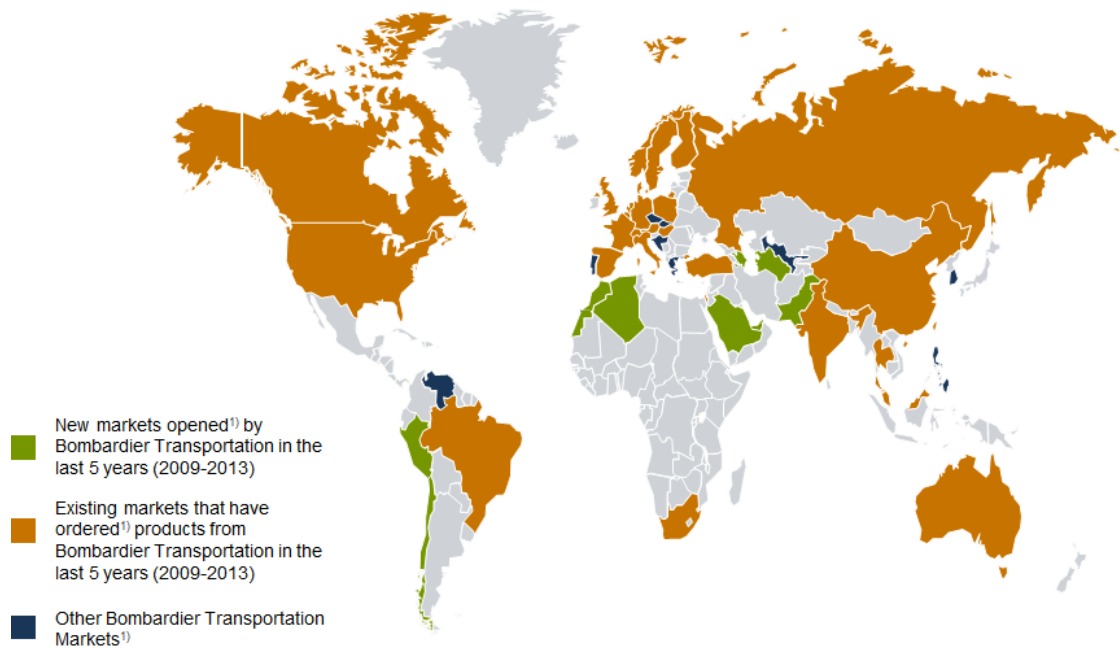 New markets opened¹⁾ by
Bombardier Transportation in the
last 5 years (2009-2013)
Existing markets that have
ordered¹⁾ products from
Bombardier Transportation in the
last 5 years (2009-2013)
Other Bombardier Transportation
Markets¹⁾